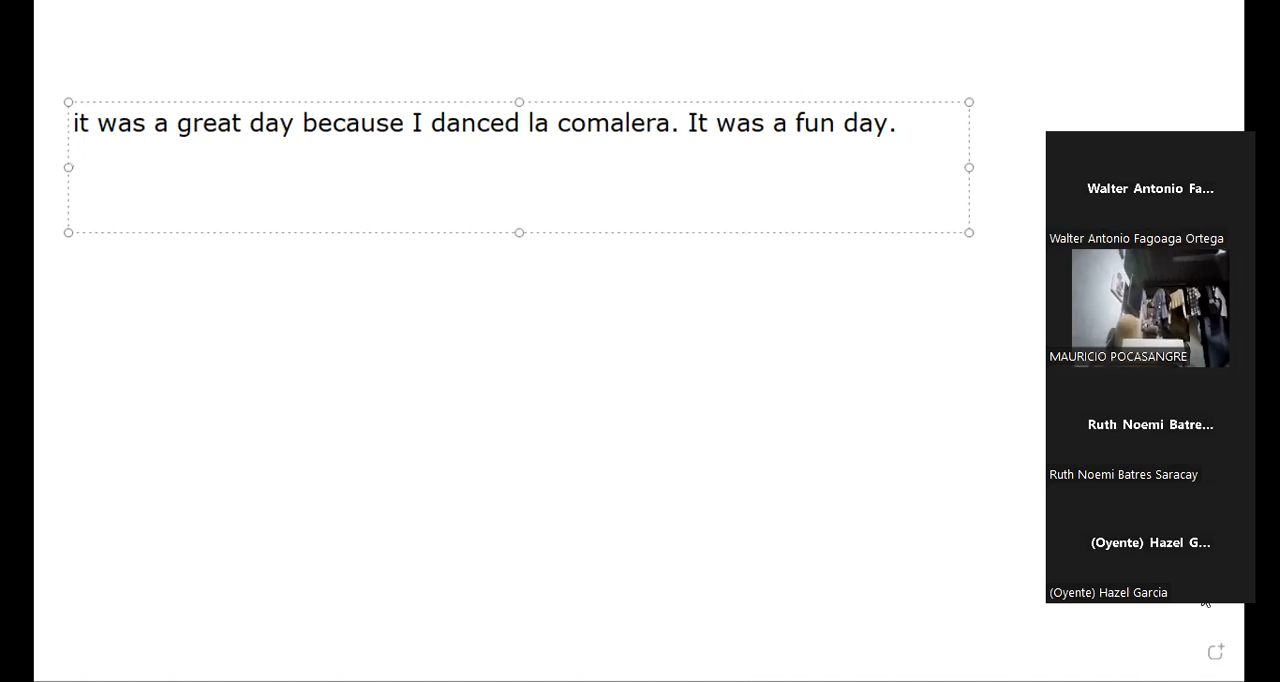 it was a great day because I danced la comalera. It was a fun day.
Walter Antonio Fa...
Walter Antonio Fagoaga Ortega
MAURICIO POCASANGRE
Ruth Noemi Batre...
Ruth Noemi Batres Saracay
(Oyente) Hazel G...
(Oyente) Hazel Garcia